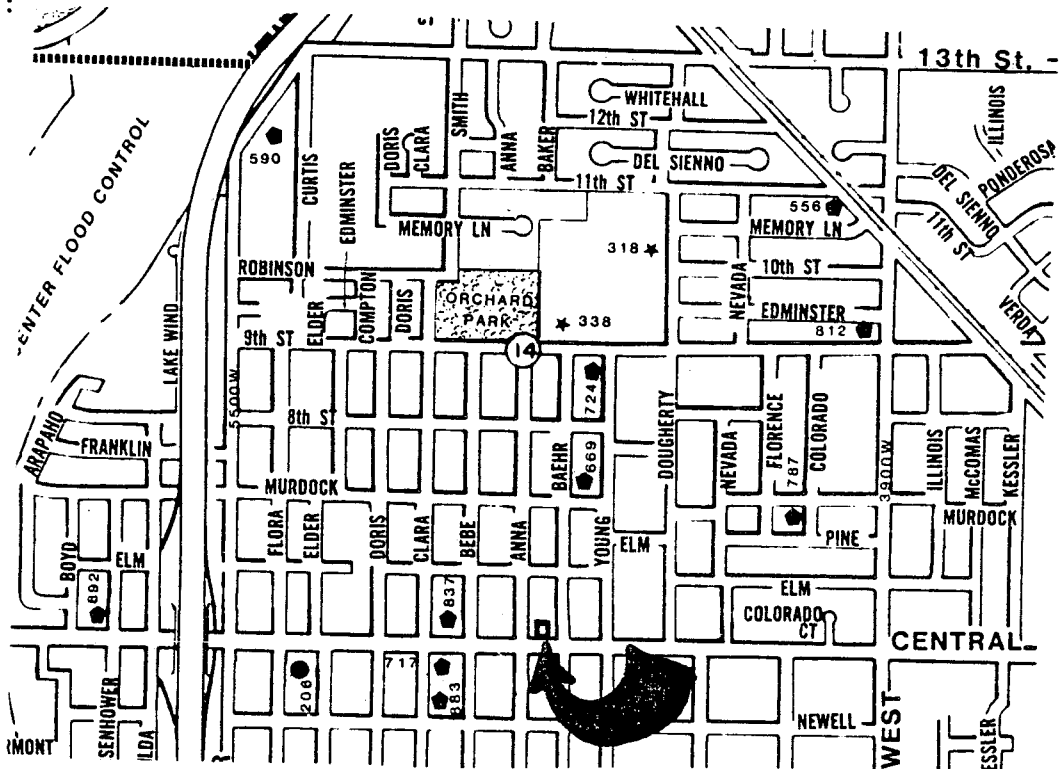 13th St.
WHITEHALL
12th ST
SMITH
ILLINOIS
DORIS
CLARA
ANNA
BAKER
DEL SIENNO
11th ST
590
CURTIS
EDMINSTER
PONDEROSA
DEL SIENNO
11th ST
556
MEMORY LN
MEMORY LN
318
10th ST
ROBINSON
NEVADA
VERDA
ORCHARD
PARK
COMPTON
DORIS
ELDER
EDMINSTER
812
338
9th ST
14
LAKE WIND
5500W
724
8th ST
DOUGHERTY
FLORENCE
COLORADO
NEVADA
ARAPAHO
FRANKLIN
BAEHR
669
787
3900W
ILLINOIS
McCOMAS
KESSLER
MURDOCK
MURDOCK
FLORA
ELDER
DORIS
CLARA
BEBE
ANNA
YOUNG
ELM
PINE
BOYD
ELM
ELM
892
837
COLORADO
CT
CENTRAL
206
717
883
NEWELL
WEST